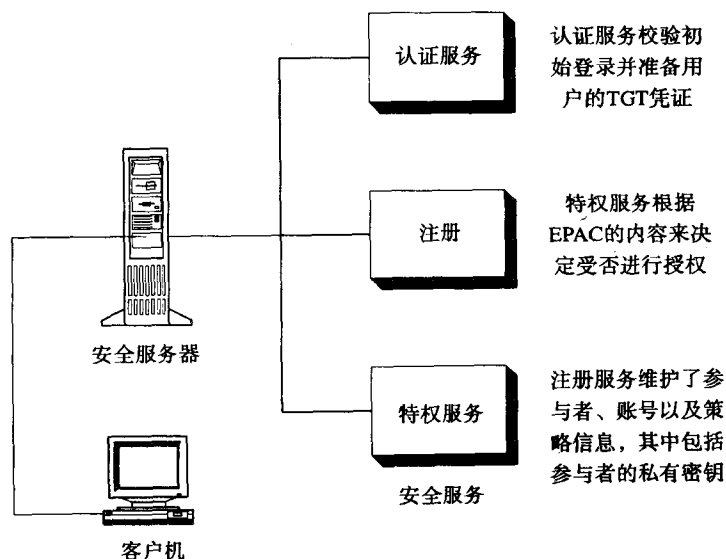 认证服务
认证服务校验初
始登录并准备用
户的TGT凭证
注册
特权服务根据
EPAC的内容来决
定受否进行授权
安全服务器
特权服务
注册服务维护了参
与者、账号以及策
略信息，其中包括
参与者的私有密钥
安全服务
客户机